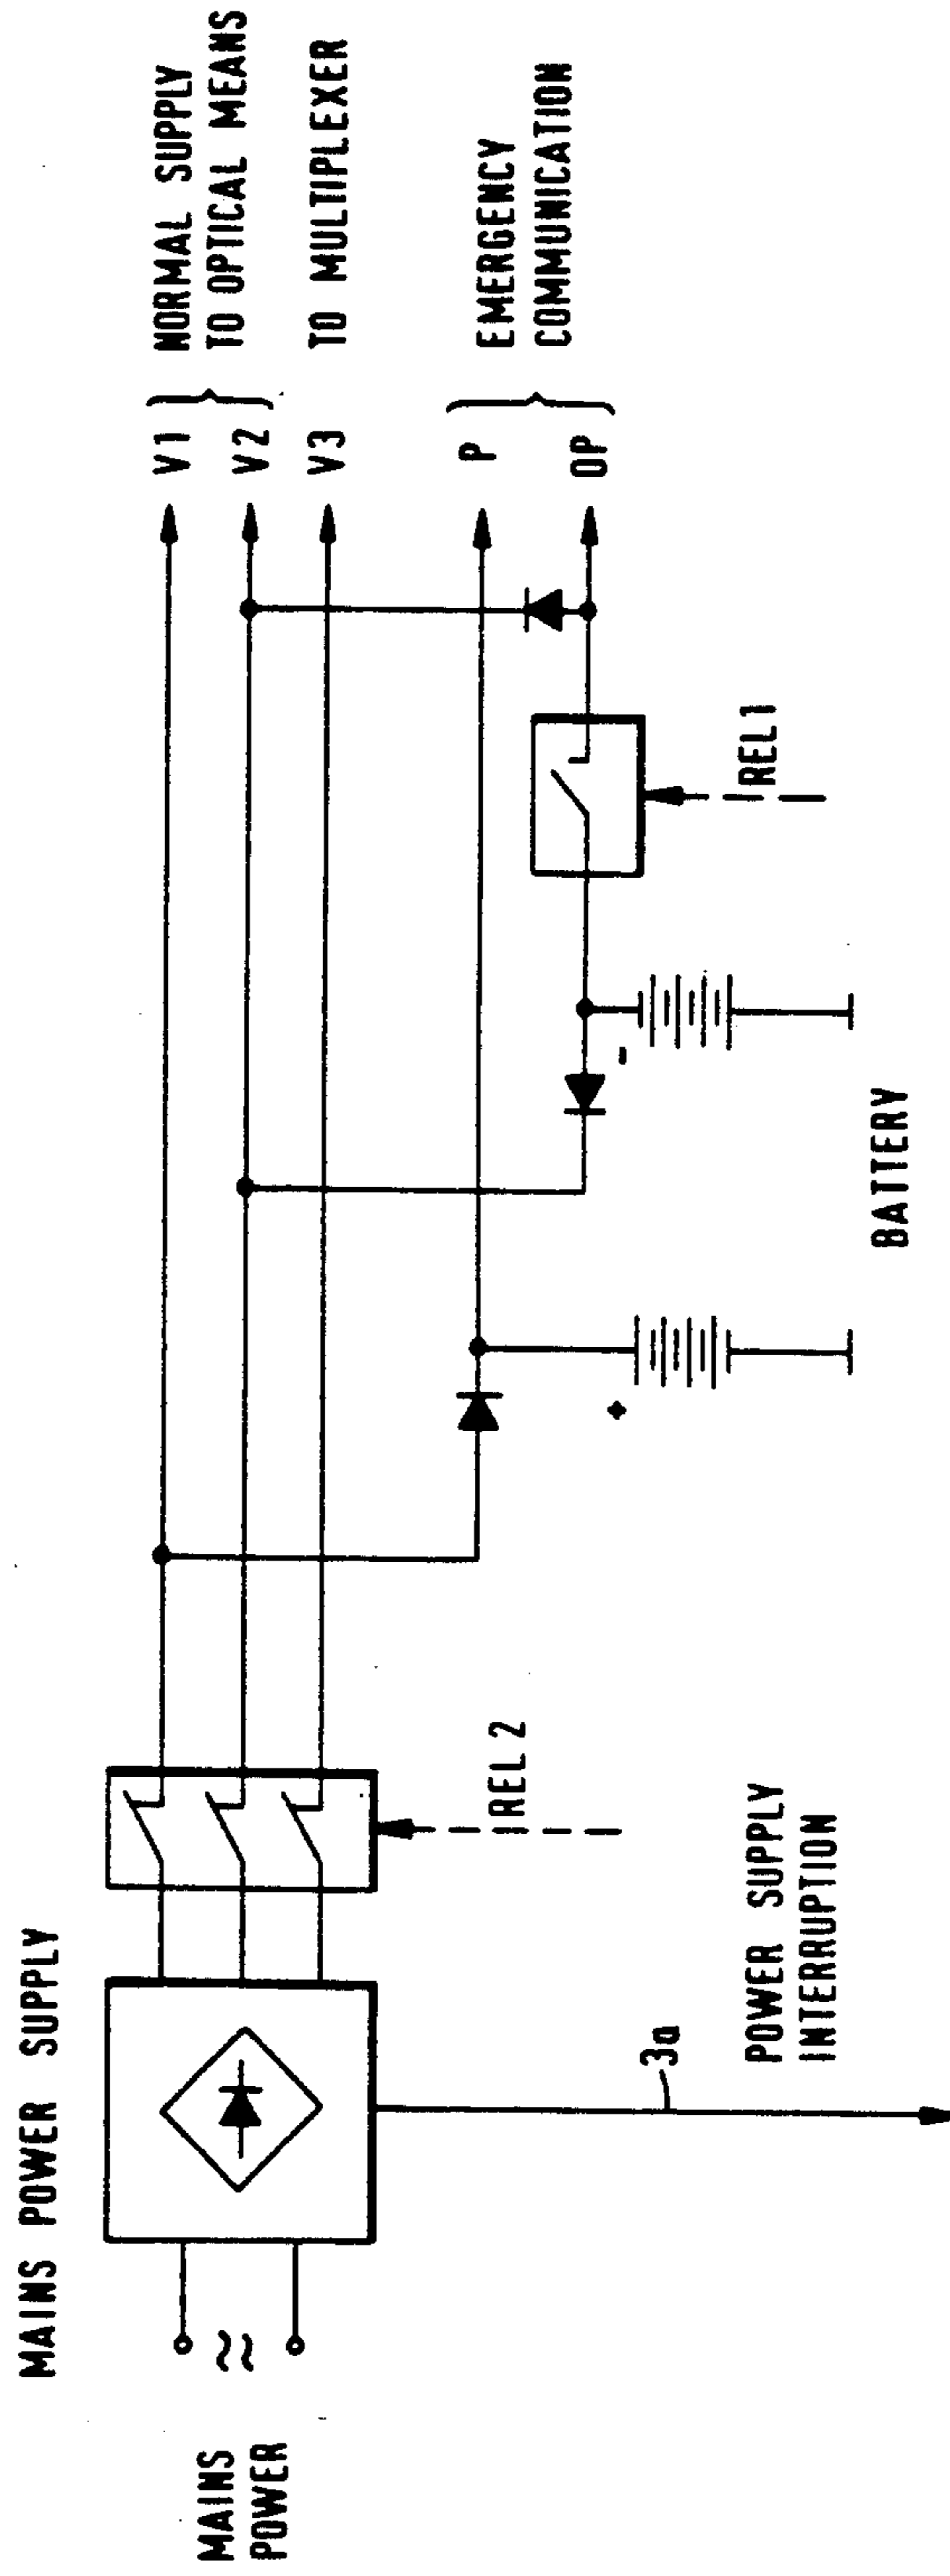 MAINS POWER SUPPLY
MAINS
POWER
≈
REL 2
POWER SUPPLY
INTERRUPTION
3a
+
-
BATTERY
REL1
V1
V2
V3
P
OP
NORMAL SUPPLY
TO OPTICAL MEANS
TO MULTIPLEXER
EMERGENCY
COMMUNICATION